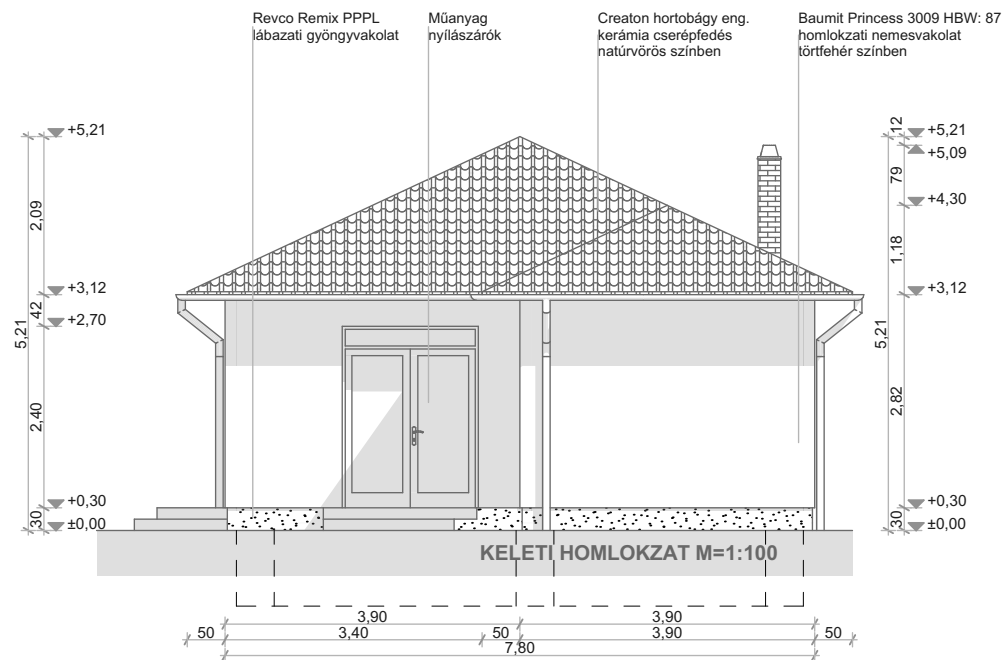 Revco Remix PPPL
lábazati gyöngyvakolat
Műanyag
nyílászárók
Creaton hortobágy eng.
kerámia cserépfedés
natúrvörös színben
Baumit Princess 3009 HBW: 87
homlokzati nemesvakolat
törtfehér színben
+5,21
2,09
+3,12
42
+2,70
5,21
2,40
+0,30
30
±0,00
12
+5,21
+5,09
79
+4,30
1,18
+3,12
5,21
2,82
+0,30
30
±0,00
KELETI HOMLOKZAT M=1:100
3,90
3,90
50
3,40
50
3,90
50
7,80